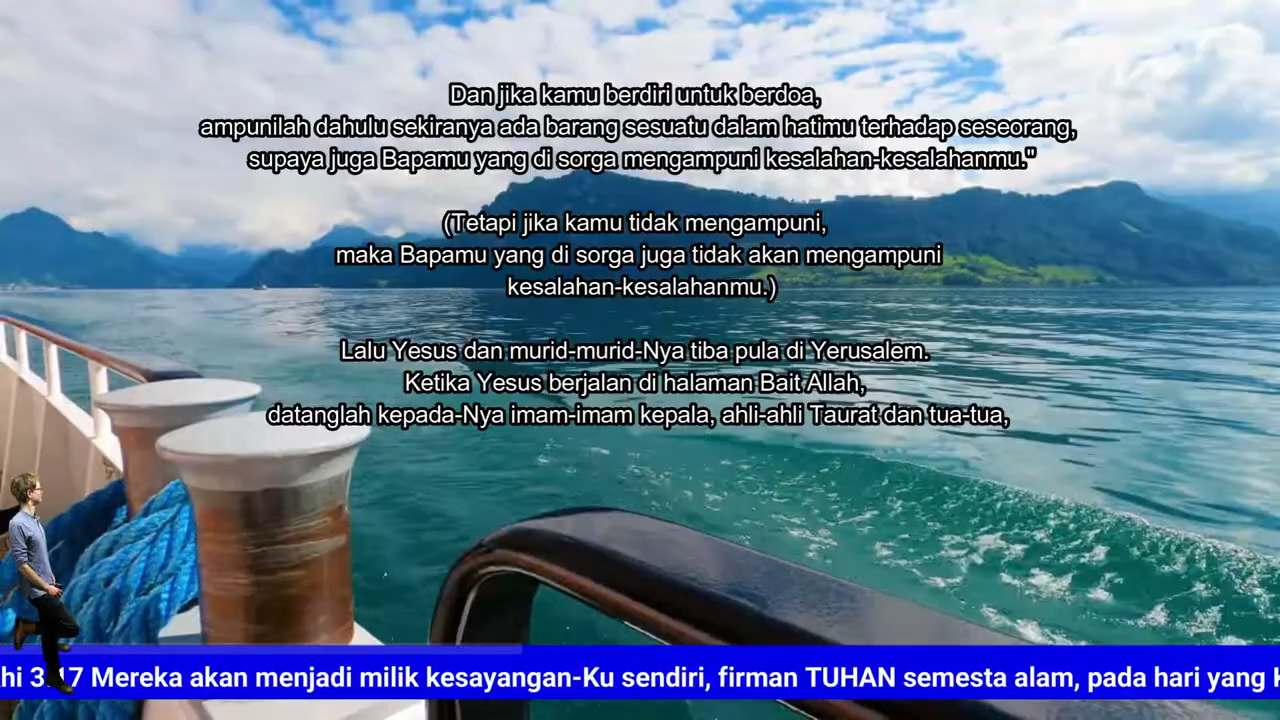 Dan jika kamu berdiri untuk berdoa,
ampunilah dahulu sekiranya ada barang sesuatu dalam hatimu terhadap seseorang,
supaya juga Bapamu yang di sorga mengampuni kesalahan-kesalahanmu."
(Tetapi jika kamu tidak mengampuni,
maka Bapamu yang di sorga juga tidak akan mengampuni
kesalahan-kesalahanmu.)
Lalu Yesus dan murid-murid-Nya tiba pula di Yerusalem.
Ketika Yesus berjalan di halaman Bait Allah,
datanglah kepada-Nya imam-imam kepala, ahli-ahli Taurat dan tua-tua,
hi 3:17 Mereka akan menjadi milik kesayangan-Ku sendiri, firman TUHAN semesta alam, pada hari yang